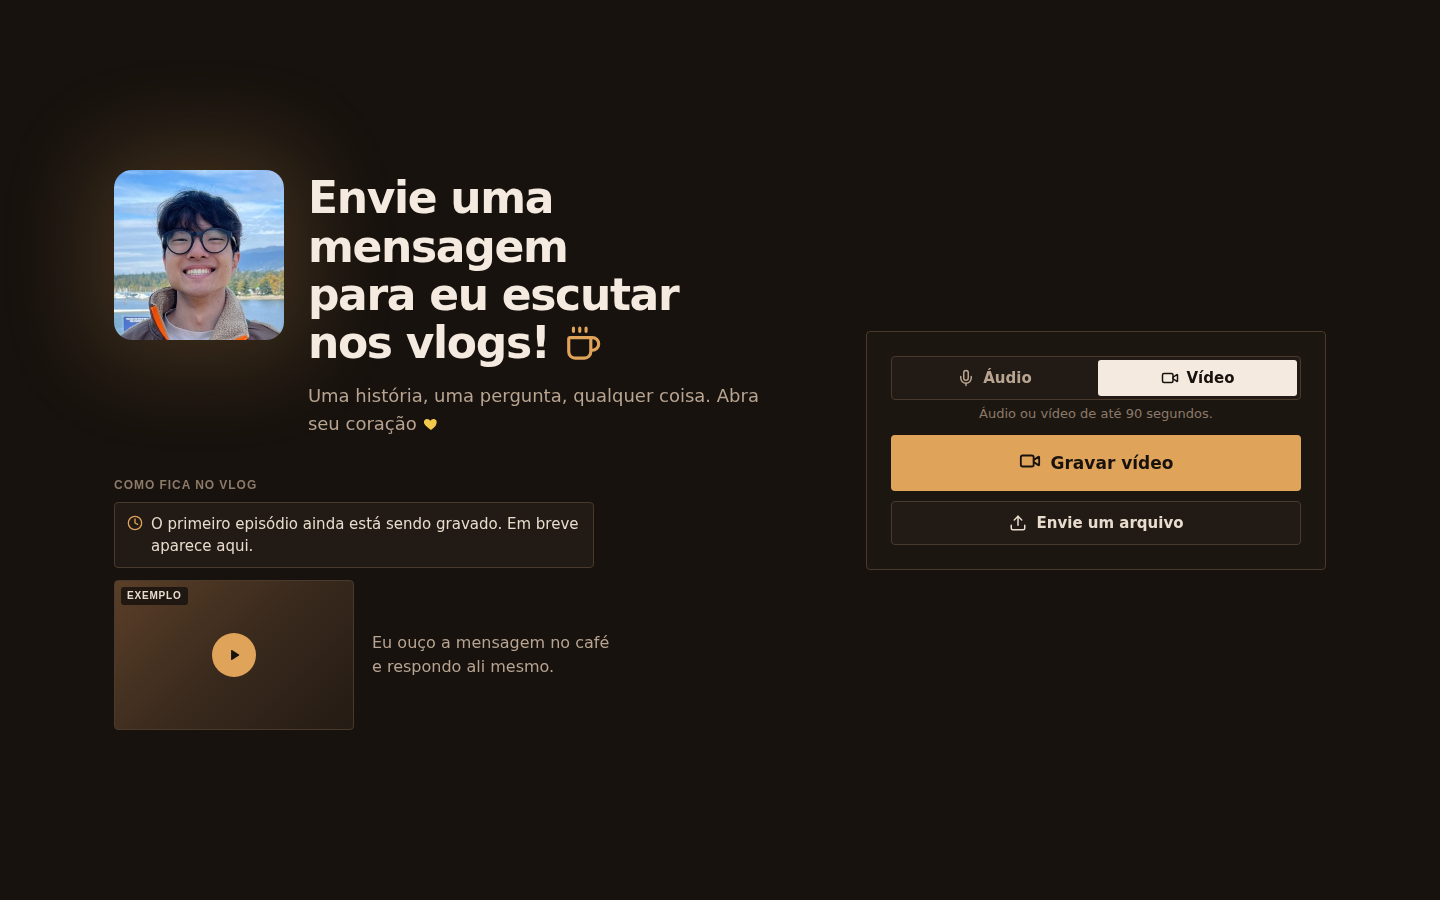 Envie uma
mensagem
para eu escutar
nos vlogs!
Uma história, uma pergunta, qualquer coisa. Abra
seu coração 💛
COMO FICA NO VLOG
O primeiro episódio ainda está sendo gravado. Em breve
aparece aqui.
EXEMPLO
Eu ouço a mensagem no café
e respondo ali mesmo.
Áudio
Vídeo
Áudio ou vídeo de até 90 segundos.
Gravar vídeo
Envie um arquivo